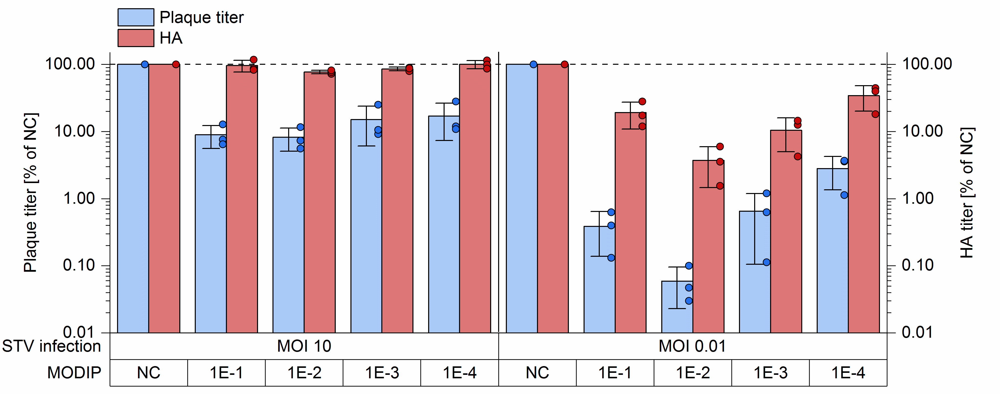 Plaque titer
HA
100.00
10.00
1.00
0.10
0.01
Plaque titer [% of NC]
100.00
10.00
1.00
0.10
0.01
HA titer [% of NC]
STV infection MOI 10 MOI 0.01
MODIP NC 1E-1 1E-2 1E-3 1E-4 NC 1E-1 1E-2 1E-3 1E-4